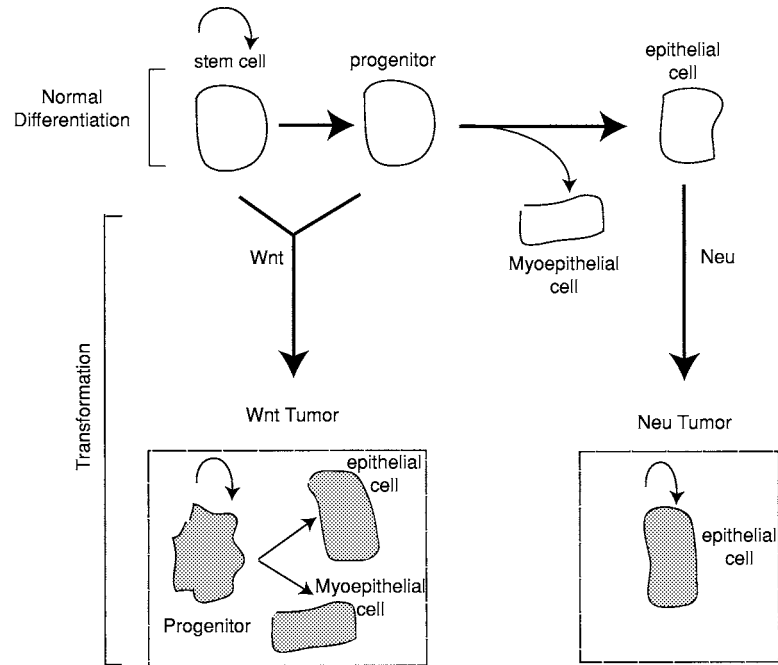 stem cell
progenitor
epithelial
cell
Normal
Differentiation
Myoepithelial
cell
Wnt
Neu
Transformation
Wnt Tumor
Neu Tumor
epithelial
cell
Myoepithelial
cell
Progenitor
epithelial
cell